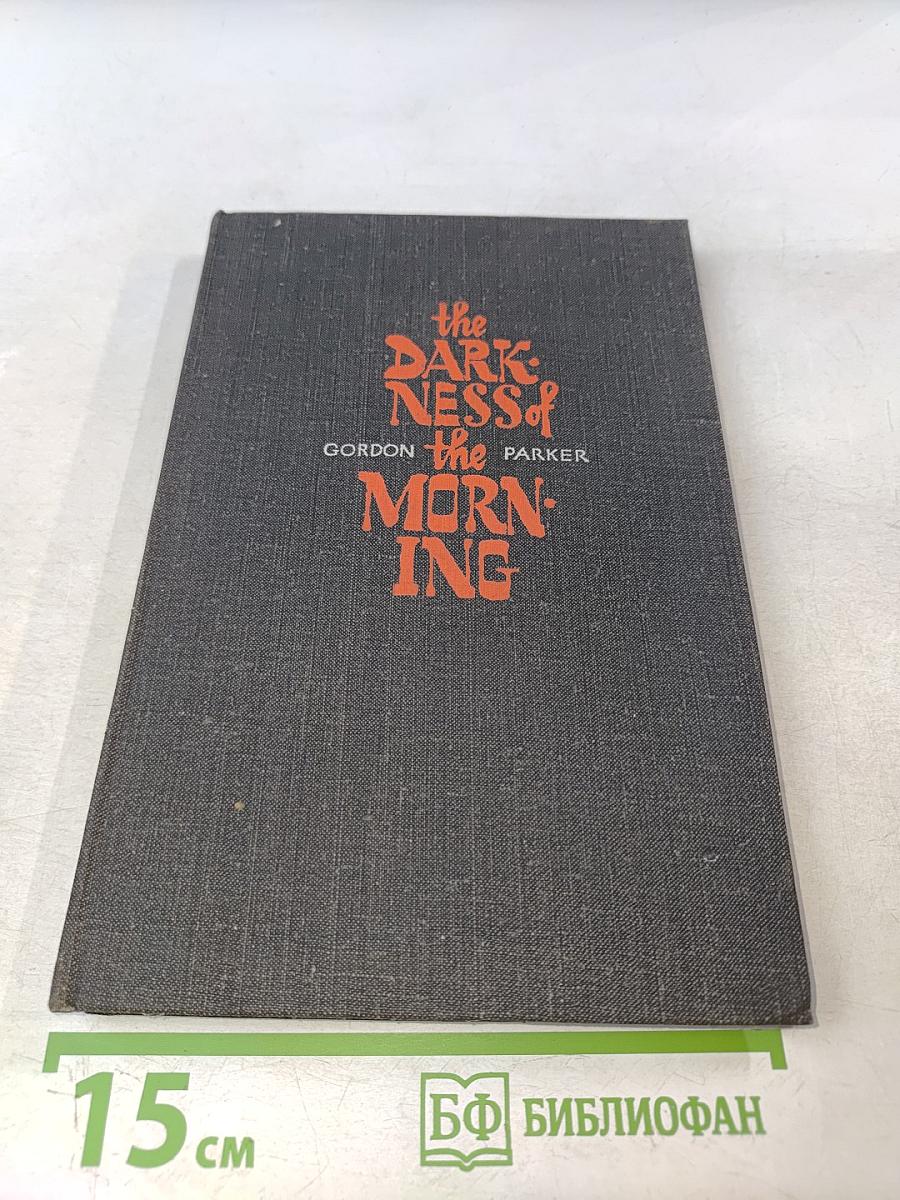 the
DARK-
NESS of
GORDON the PARKER
MORN-
ING
15 см
БФ БИБЛИОФАН